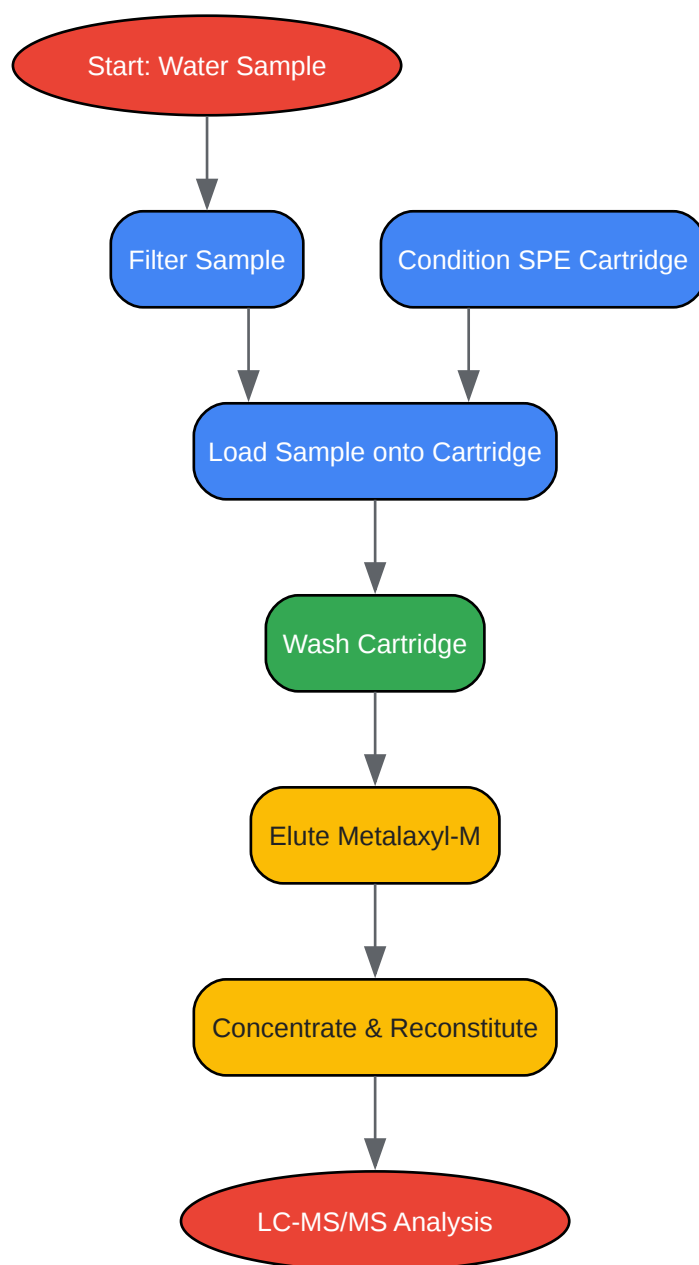 Start: Water Sample
Filter Sample
Condition SPE Cartridge
Load Sample onto Cartridge
Wash Cartridge
Elute Metalaxyl-M
Concentrate & Reconstitute
LC-MS/MS Analysis